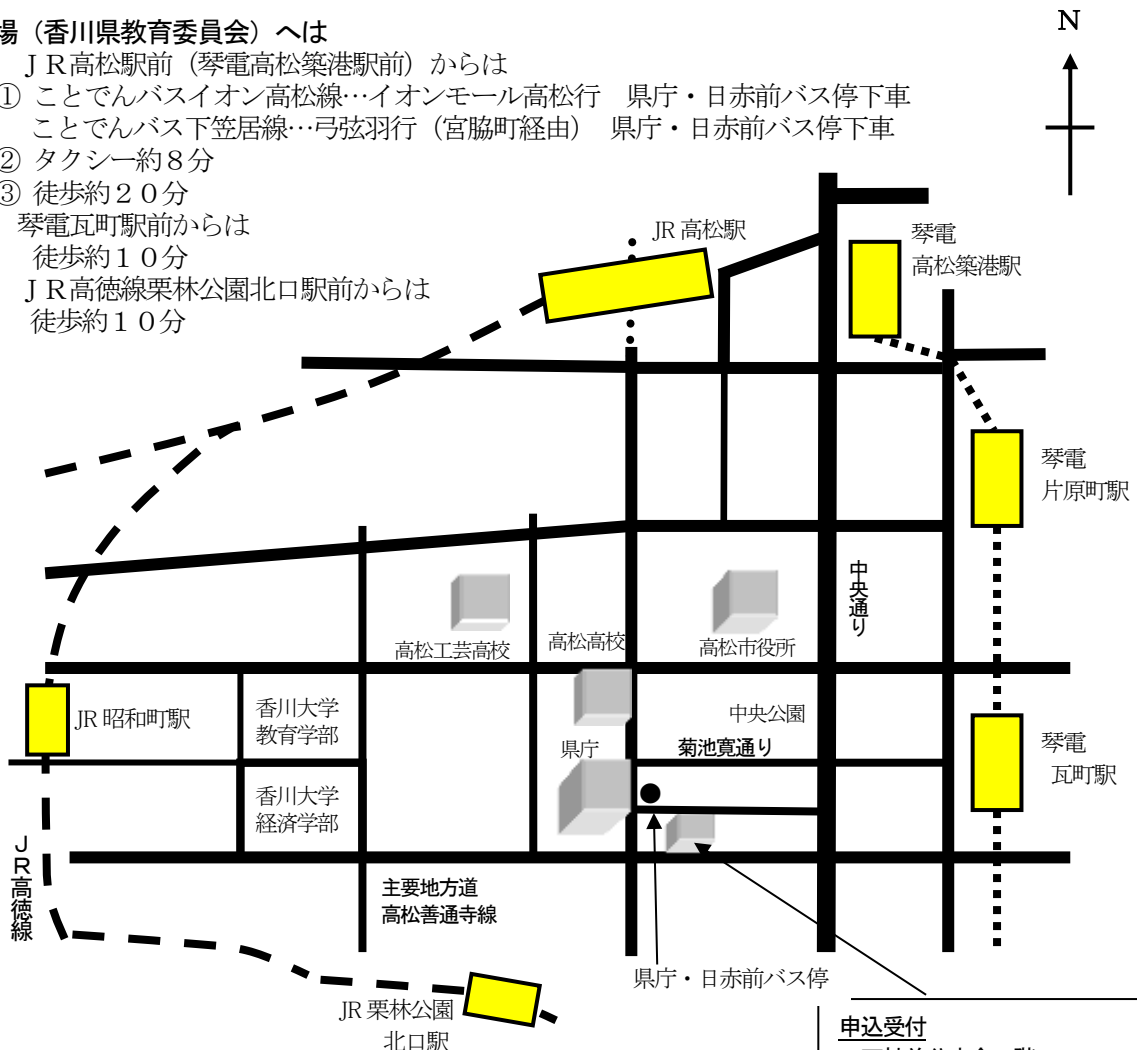 場（香川県教育委員会）へは
ＪＲ高松駅前（琴電高松築港駅前）からは
① ことでんバスイオン高松線…イオンモール高松行　県庁・日赤前バス停下車
ことでんバス下笠居線…弓弦羽行（宮脇町経由）　県庁・日赤前バス停下車
② タクシー約８分
③ 徒歩約２０分
琴電瓦町駅前からは
徒歩約１０分
ＪＲ高徳線栗林公園北口駅前からは
徒歩約１０分
N
JR 高松駅
琴電
高松築港駅
琴電
片原町駅
中央通り
高松工芸高校
高松高校
高松市役所
JR 昭和町駅
香川大学
教育学部
中央公園
県庁
菊池寛通り
琴電
瓦町駅
香川大学
経済学部
ＪＲ高徳線
主要地方道
高松善通寺線
県庁・日赤前バス停
JR 栗林公園
北口駅
申込受付